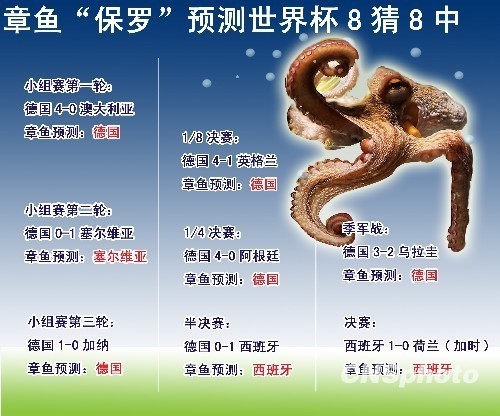 章鱼“保罗”预测世界杯8猜8中
小组赛第一轮：
德国 4-0 澳大利亚
章鱼预测：德国
小组赛第二轮：
德国 0-1 塞尔维亚
章鱼预测：塞尔维亚
小组赛第三轮：
德国 1-0 加纳
章鱼预测：德国
1/8 决赛：
德国 4-1 英格兰
章鱼预测：德国
1/4 决赛：
德国 4-0 阿根廷
章鱼预测：德国
半决赛：
德国 0-1 西班牙
章鱼预测：西班牙
季军战：
德国 3-2 乌拉圭
章鱼预测：德国
决赛：
西班牙 1-0 荷兰（加时）
章鱼预测：西班牙
CNSphoto